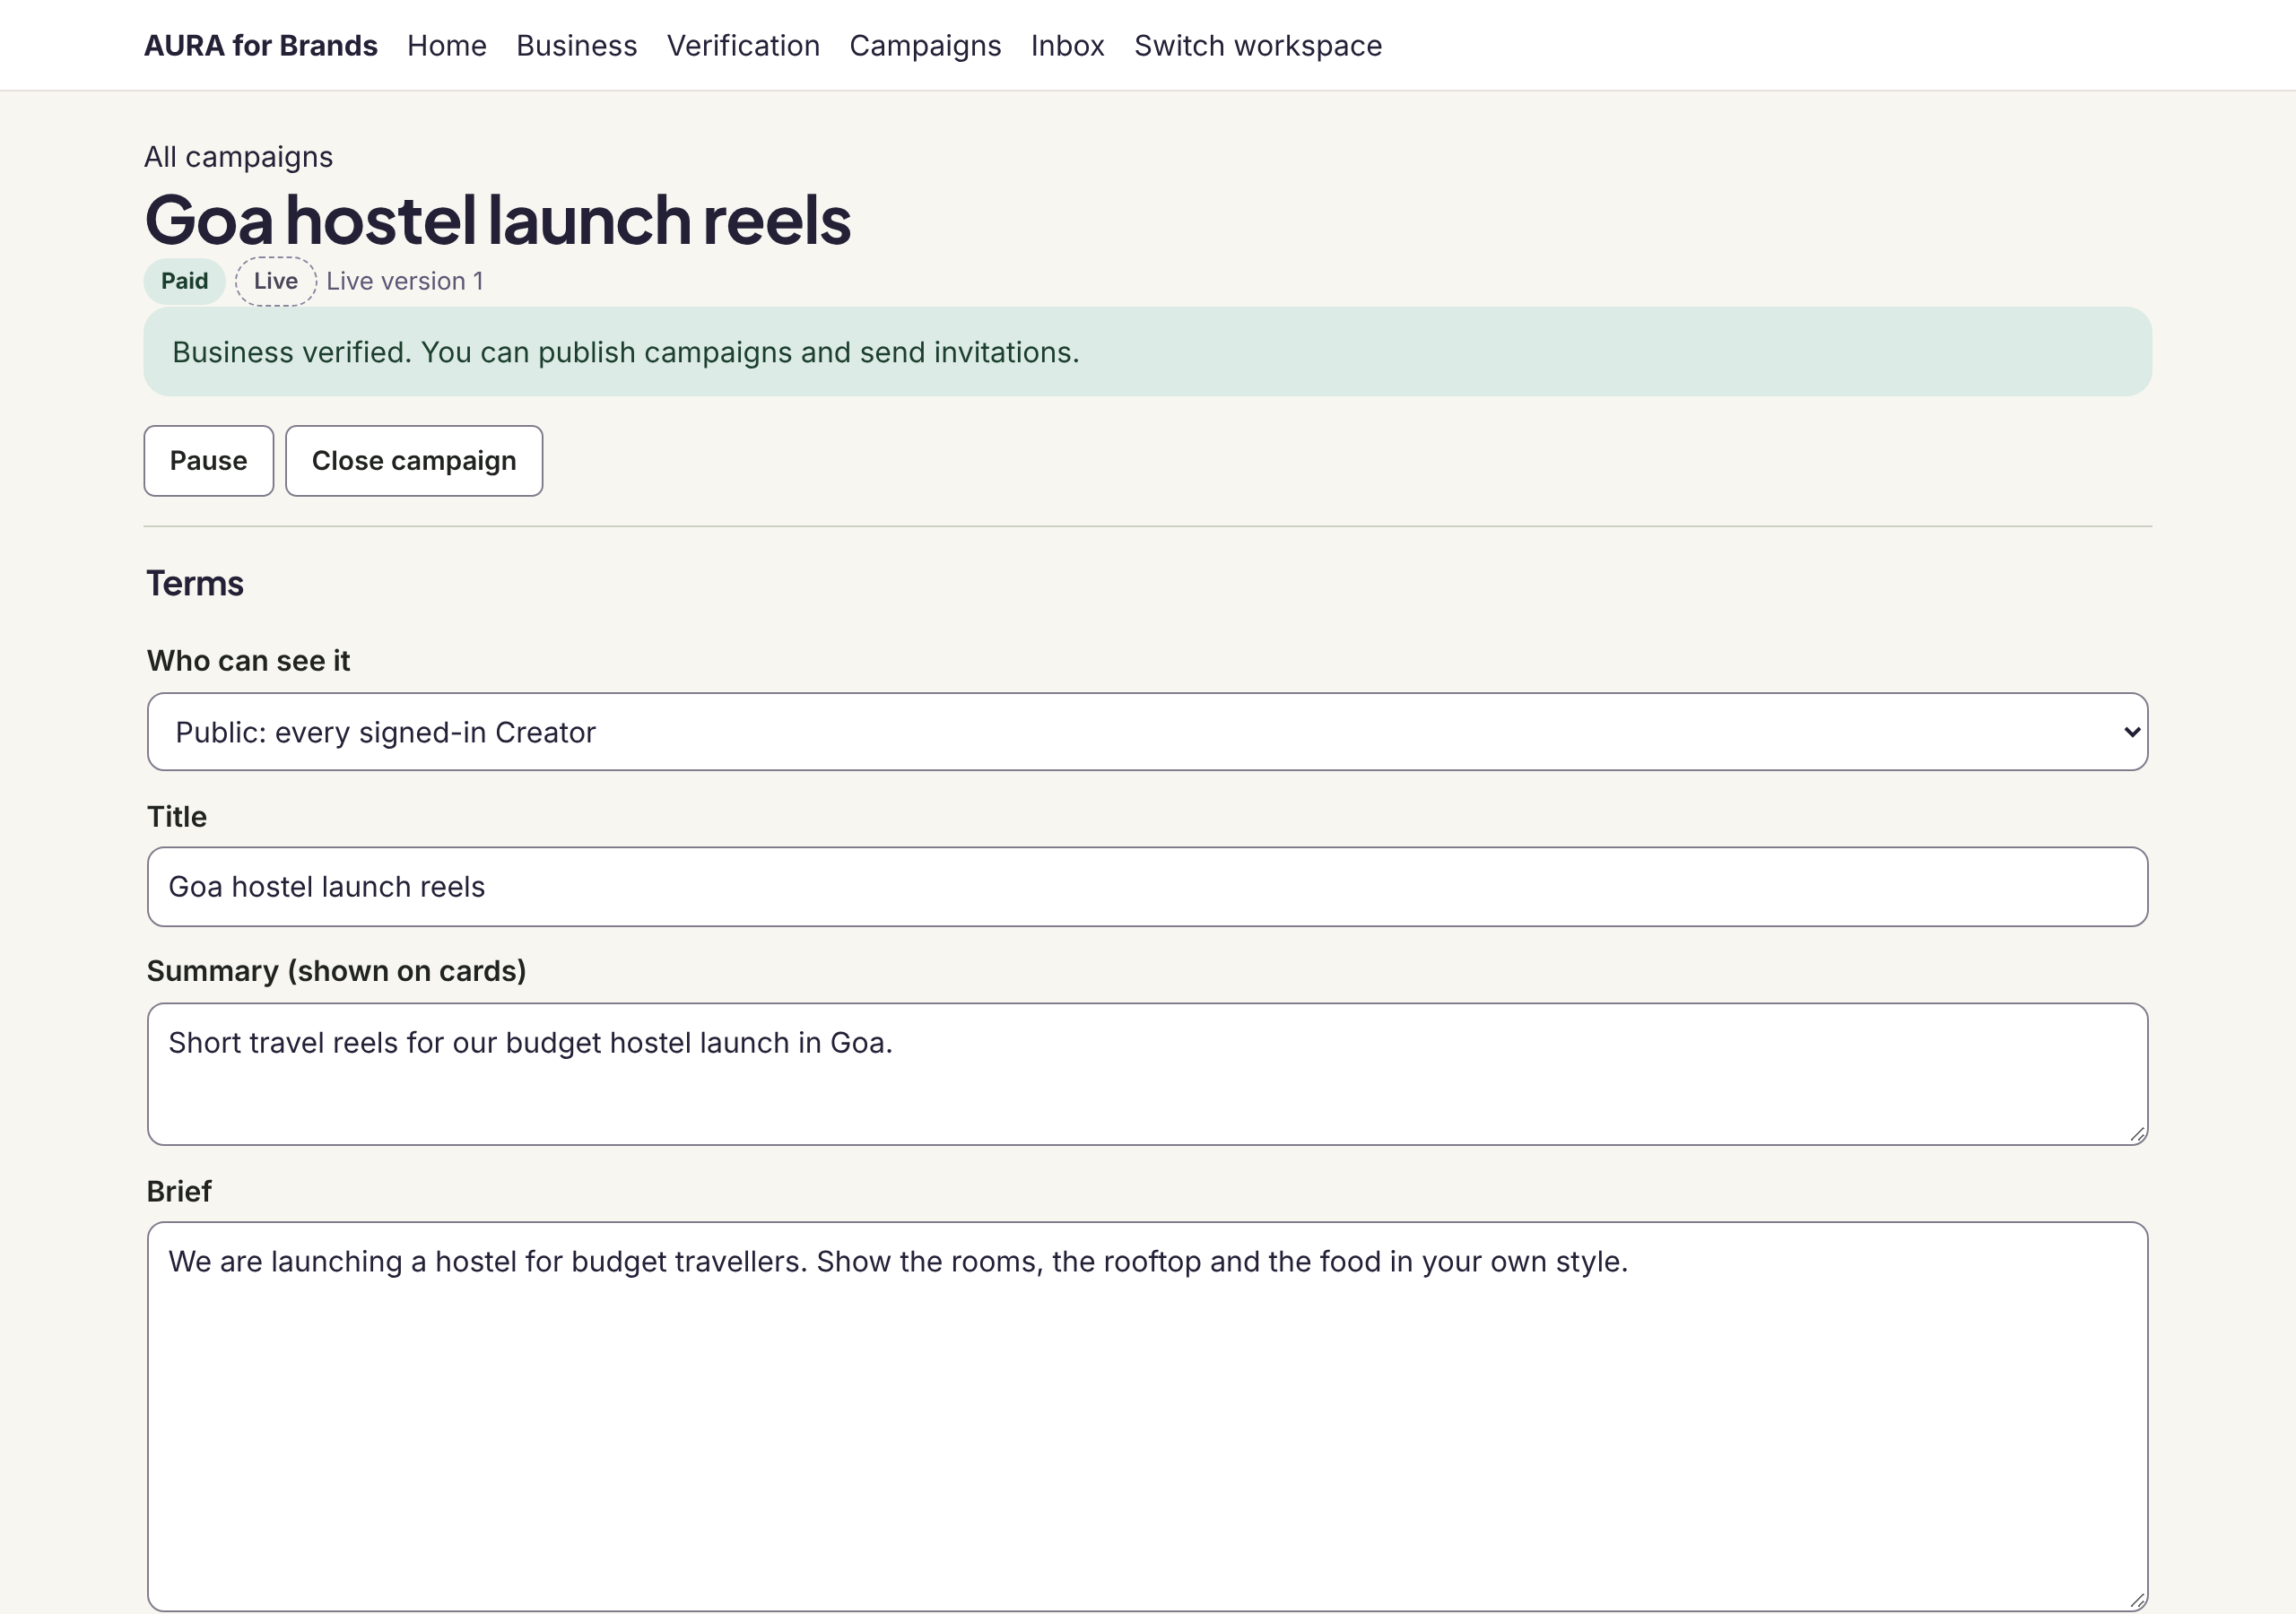 AURA for Brands Home Business Verification Campaigns Inbox Switch workspace
All campaigns
Goa hostel launch reels
Paid Live Live version 1
Business verified. You can publish campaigns and send invitations.
Pause Close campaign
Terms
Who can see it
Public: every signed-in Creator
Title
Goa hostel launch reels
Summary (shown on cards)
Short travel reels for our budget hostel launch in Goa.
Brief
We are launching a hostel for budget travellers. Show the rooms, the rooftop and the food in your own style.